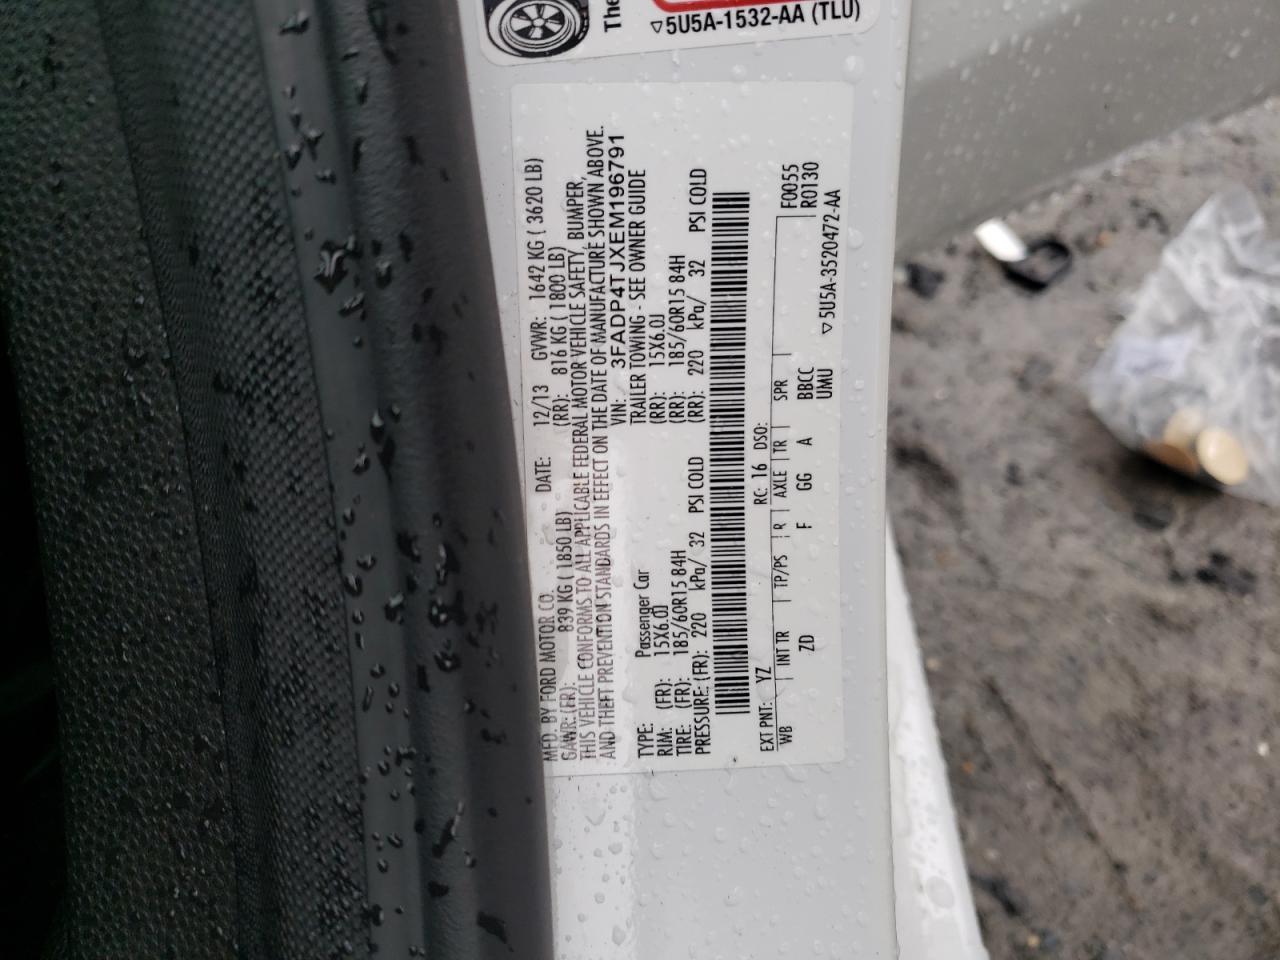 The
▽5U5A-1532-AA (TLU)
MFD. BY FORD MOTOR CO. DATE: 12/13 GVWR: 1642 KG ( 3620 LB)
GAWR: (FR): 839 KG ( 1850 LB) (RR): 816 KG ( 1800 LB)
THIS VEHICLE CONFORMS TO ALL APPLICABLE FEDERAL MOTOR VEHICLE SAFETY, BUMPER,
AND THEFT PREVENTION STANDARDS IN EFFECT ON THE DATE OF MANUFACTURE SHOWN ABOVE.
VIN: 3FADP4TJXEM196791
TYPE: Passenger Car TRAILER TOWING - SEE OWNER GUIDE
RIM: (FR): 15X6.0J (RR): 15X6.0J
TIRE: (FR): 185/60R15 84H (RR): 185/60R15 84H
PRESSURE: (FR): 220 kPa/ 32 PSI COLD (RR): 220 kPa/ 32 PSI COLD
EXT PNT: YZ RC: 16 DSO: F0055
WB INT TR TP/PS R AXLE TR SPR R0130
ZD F GG A BBCC
UMU ▽5U5A-3520472-AA